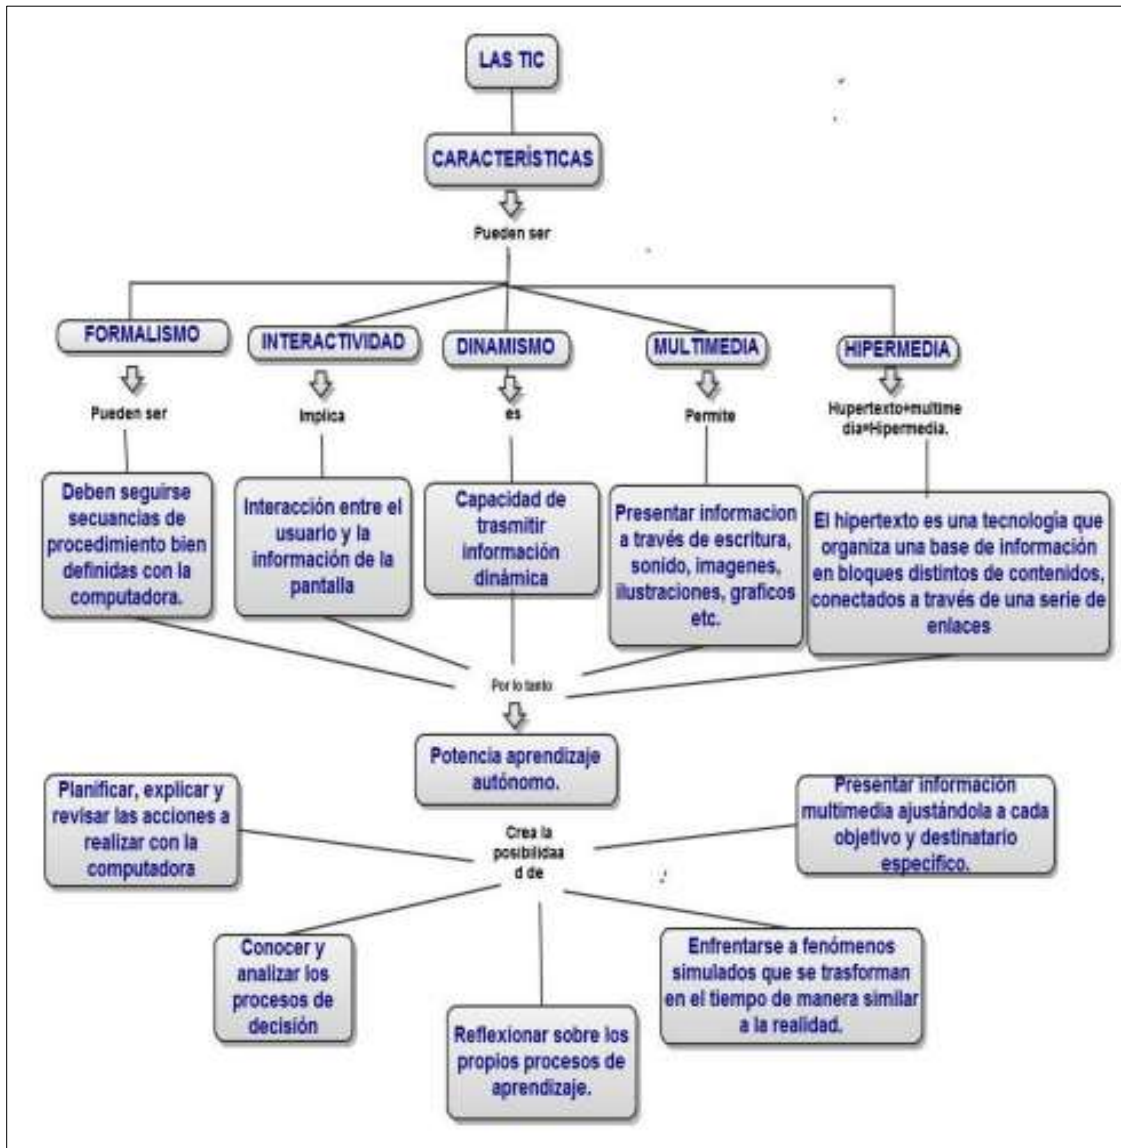 LAS TIC
CARACTERÍSTICAS
Pueden ser
FORMALISMO
INTERACTIVIDAD
DINAMISMO
MULTIMEDIA
HIPERMEDIA
Pueden ser
Implica
es
Permite
Hupertexto+multime
dia=Hipermedia.
Deben seguirse
secuancias de
procedimiento bien
definidas con la
computadora.
Interacción entre el
usuario y la
información de la
pantalla
Capacidad de
trasmitir
información
dinámica
Presentar informacion
a través de escritura,
sonido, imagenes,
ilustraciones, graficos
etc.
El hipertexto es una tecnología que
organiza una base de información
en bloques distintos de contenidos,
conectados a través de una serie de
enlaces
Por lo tanto
Potencia aprendizaje
autónomo.
Planificar, explicar y
revisar las acciones a
realizar con la
computadora
Crea la
posibilidaa
d de
Presentar información
multimedia ajustándola a cada
objetivo y destinatario
específico.
Conocer y
analizar los
procesos de
decisión
Reflexionar sobre los
propios procesos de
aprendizaje.
Enfrentarse a fenómenos
simulados que se trasforman
en el tiempo de manera similar
a la realidad.